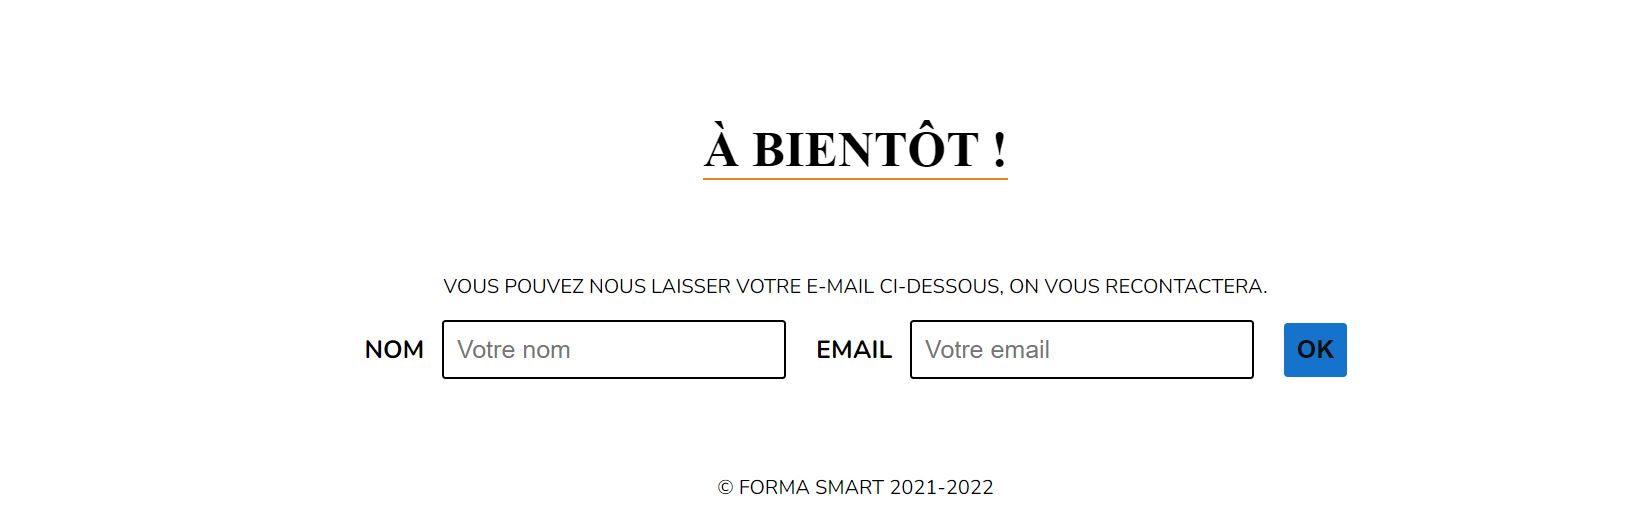 À BIENTÔT !
VOUS POUVEZ NOUS LAISSER VOTRE E-MAIL CI-DESSOUS, ON VOUS RECONTACTERA.
NOM Votre nom EMAIL Votre email OK
© FORMA SMART 2021-2022